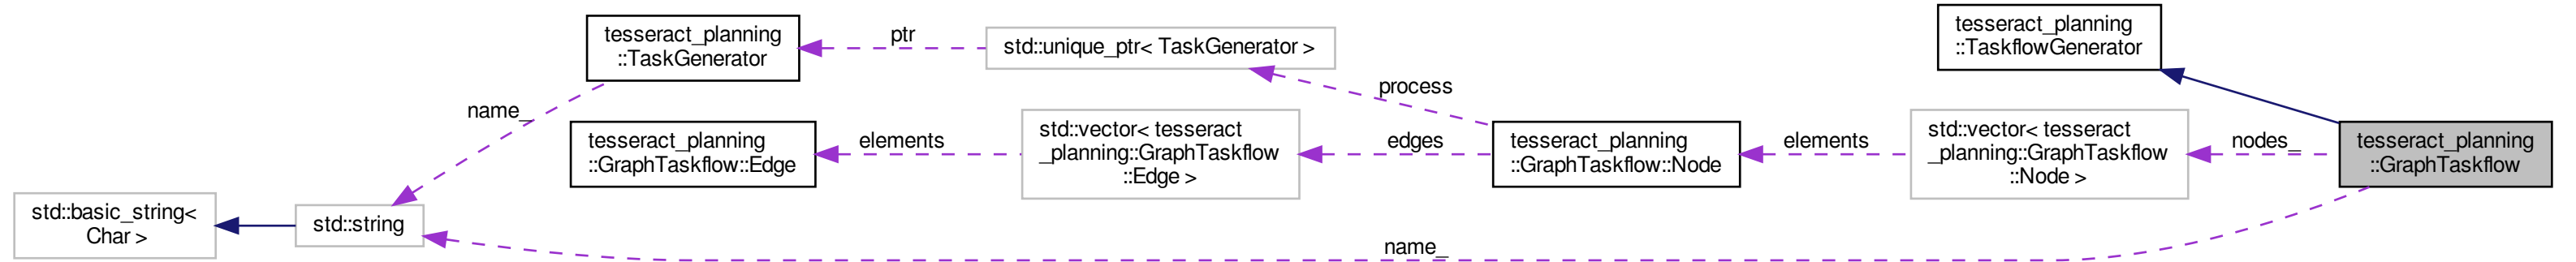 tesseract_planning
::TaskGenerator
ptr
std::unique_ptr< TaskGenerator >
tesseract_planning
::TaskflowGenerator
process
name_
tesseract_planning
::GraphTaskflow::Edge
elements
std::vector< tesseract
_planning::GraphTaskflow
::Edge >
edges
tesseract_planning
::GraphTaskflow::Node
elements
std::vector< tesseract
_planning::GraphTaskflow
::Node >
nodes_
tesseract_planning
::GraphTaskflow
std::basic_string<
Char >
std::string
name_